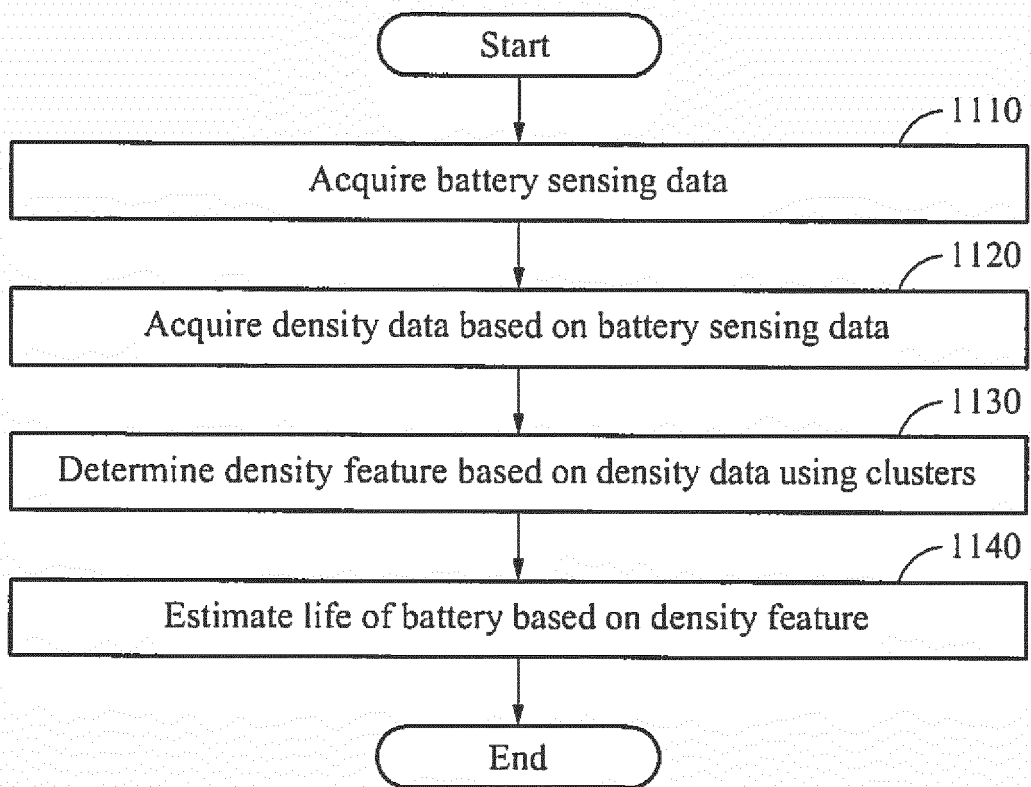 Start
1110
Acquire battery sensing data
1120
Acquire density data based on battery sensing data
1130
Determine density feature based on density data using clusters
1140
Estimate life of battery based on density feature
End